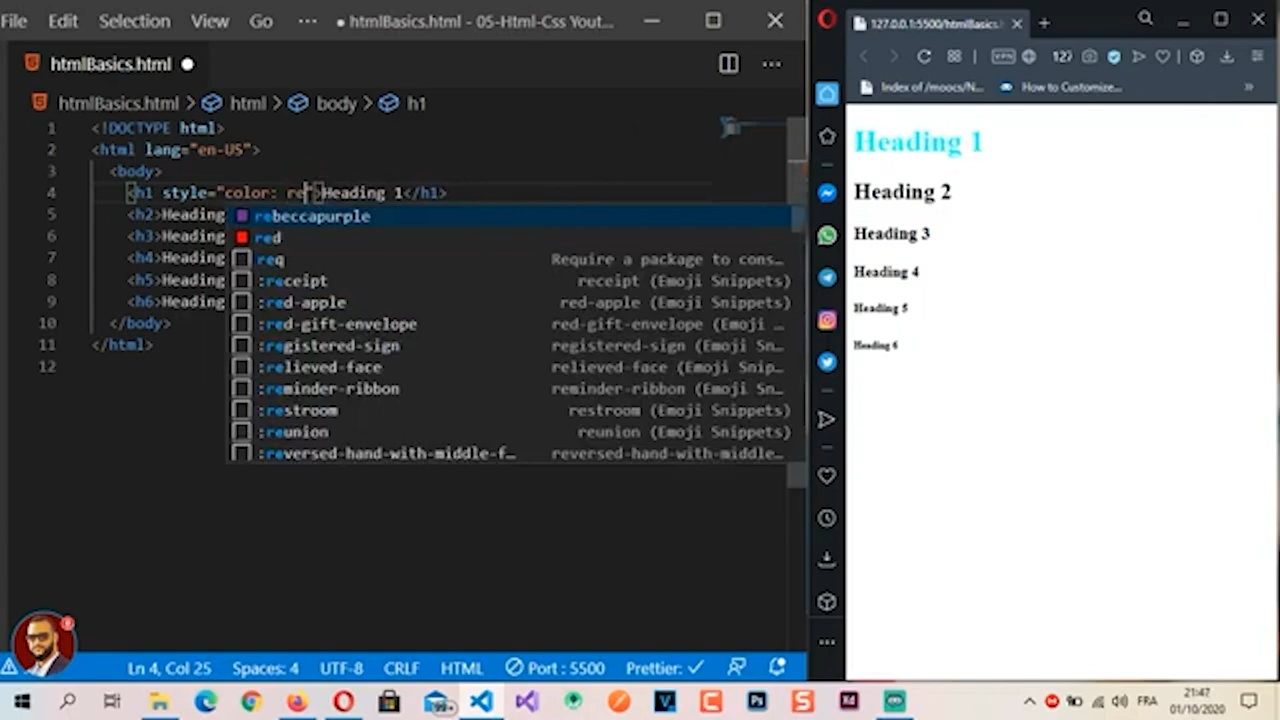 File Edit Selection View Go ··· ● htmlBasics.html - 05-Html-Css Yout...
htmlBasics.html ●
htmlBasics.html > html > body > h1
1 <!DOCTYPE html>
2 <html lang="en-US">
3 <body>
4 <h1 style="color: re">Heading 1</h1>
5 <h2>Heading
6 <h3>Heading
7 <h4>Heading
8 <h5>Heading
9 <h6>Heading
10 </body>
11 </html>
12
rebeccapurple
red
req Require a package to cons…
:receipt receipt (Emoji Snippets)
:red-apple red-apple (Emoji Snippets)
:red-gift-envelope red-gift-envelope (Emoji …
:registered-sign registered-sign (Emoji Sn…
:relieved-face relieved-face (Emoji Snip…
:reminder-ribbon reminder-ribbon (Emoji Sn…
:restroom restroom (Emoji Snippets)
:reunion reunion (Emoji Snippets)
:reversed-hand-with-middle-f… reversed-hand-with-middle…
Ln 4, Col 25 Spaces: 4 UTF-8 CRLF HTML Port : 5500 Prettier: ✓
127.0.0.1:5500/htmlBasics.
VPN 127
Index of /moocs/N... How to Customize... »
Heading 1
Heading 2
Heading 3
Heading 4
Heading 5
Heading 6
99+
FRA 21:47
01/10/2020